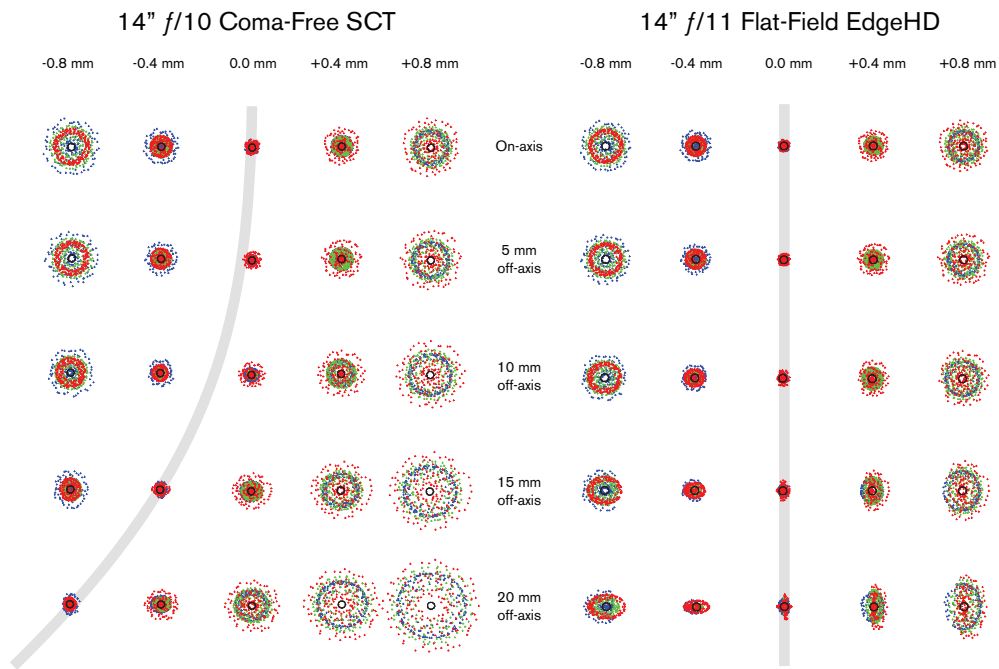 14” ƒ/10 Coma-Free SCT
14” ƒ/11 Flat-Field EdgeHD
-0.8 mm -0.4 mm 0.0 mm +0.4 mm +0.8 mm
-0.8 mm -0.4 mm 0.0 mm +0.4 mm +0.8 mm
On-axis
5 mm
off-axis
10 mm
off-axis
15 mm
off-axis
20 mm
off-axis